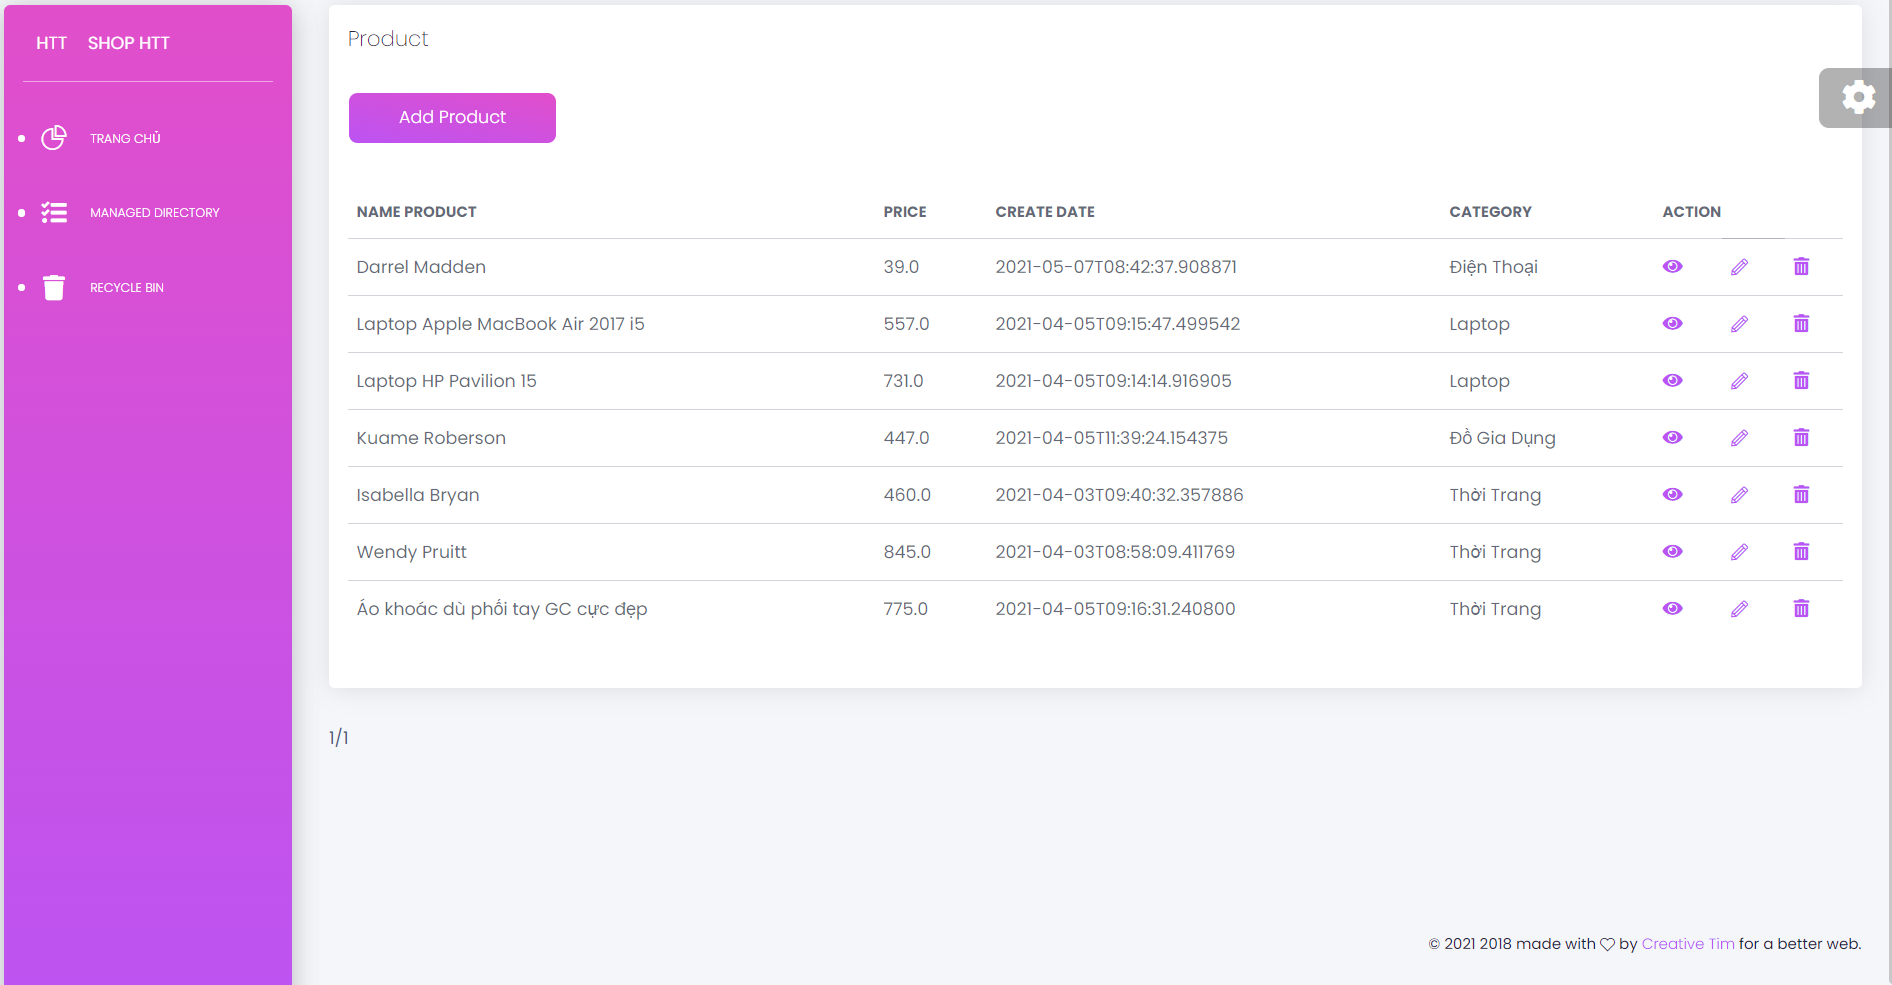 HTT SHOP HTT
TRANG CHỦ
MANAGED DIRECTORY
RECYCLE BIN
Product
Add Product
NAME PRODUCT PRICE CREATE DATE CATEGORY ACTION
Darrel Madden 39.0 2021-05-07T08:42:37.908871 Điện Thoại
Laptop Apple MacBook Air 2017 i5 557.0 2021-04-05T09:15:47.499542 Laptop
Laptop HP Pavilion 15 731.0 2021-04-05T09:14:14.916905 Laptop
Kuame Roberson 447.0 2021-04-05T11:39:24.154375 Đồ Gia Dụng
Isabella Bryan 460.0 2021-04-03T09:40:32.357886 Thời Trang
Wendy Pruitt 845.0 2021-04-03T08:58:09.411769 Thời Trang
Áo khoác dù phối tay GC cực đẹp 775.0 2021-04-05T09:16:31.240800 Thời Trang
1/1
© 2021 2018 made with ♡ by Creative Tim for a better web.